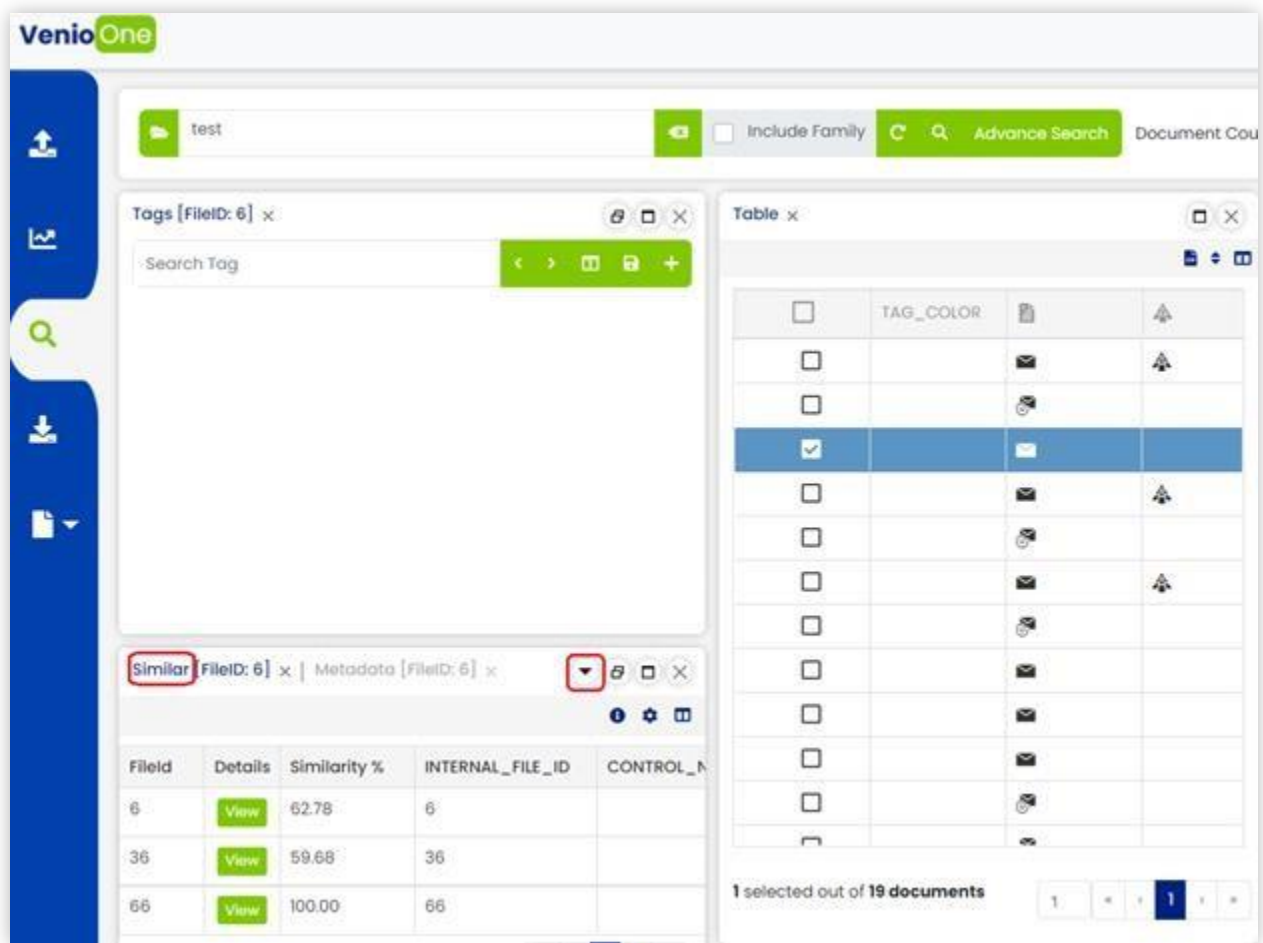 VenioOne
test
Include Family
Advance Search
Document Cou
Tags [FileID: 6] ×
Search Tag
Table ×
TAG_COLOR
Similar [FileID: 6] × | Metadata [FileID: 6] ×
FileId Details Similarity % INTERNAL_FILE_ID CONTROL_N
6 View 62.78 6
36 View 59.68 36
66 View 100.00 66
1 selected out of 19 documents
1 « ‹ 1 › »